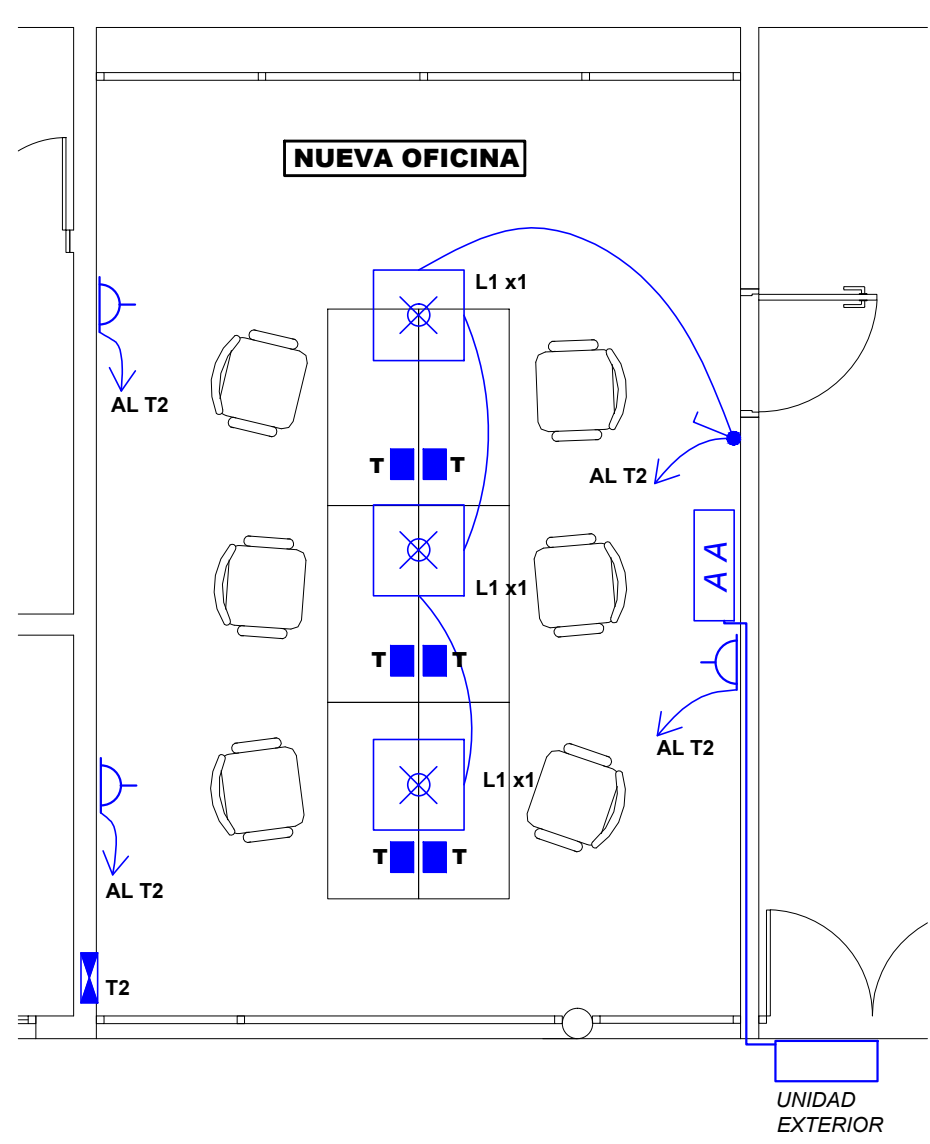 NUEVA OFICINA
L1 x1
AL T2
T T
AL T2
A A
L1 x1
T T
AL T2
L1 x1
T T
AL T2
T2
UNIDAD
EXTERIOR